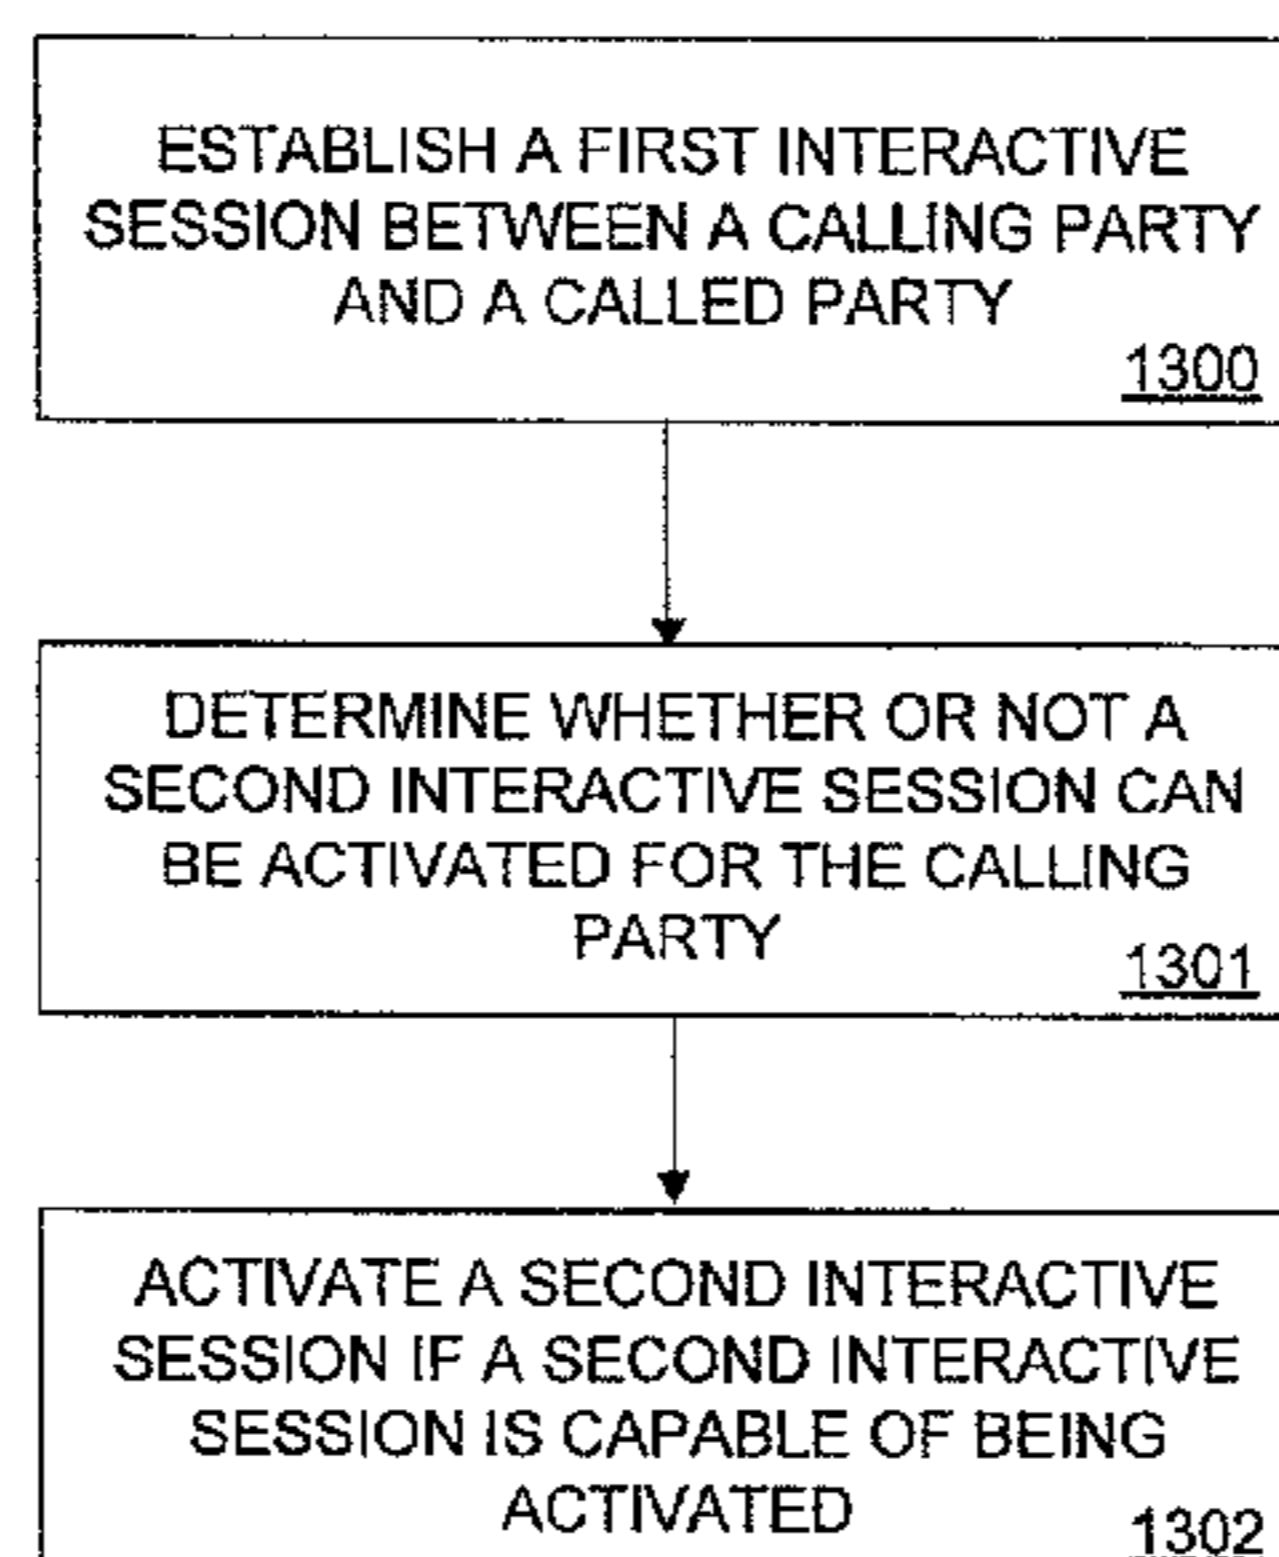 ESTABLISH A FIRST INTERACTIVE
SESSION BETWEEN A CALLING PARTY
AND A CALLED PARTY
1300
DETERMINE WHETHER OR NOT A
SECOND INTERACTIVE SESSION CAN
BE ACTIVATED FOR THE CALLING
PARTY
1301
ACTIVATE A SECOND INTERACTIVE
SESSION IF A SECOND INTERACTIVE
SESSION IS CAPABLE OF BEING
ACTIVATED
1302